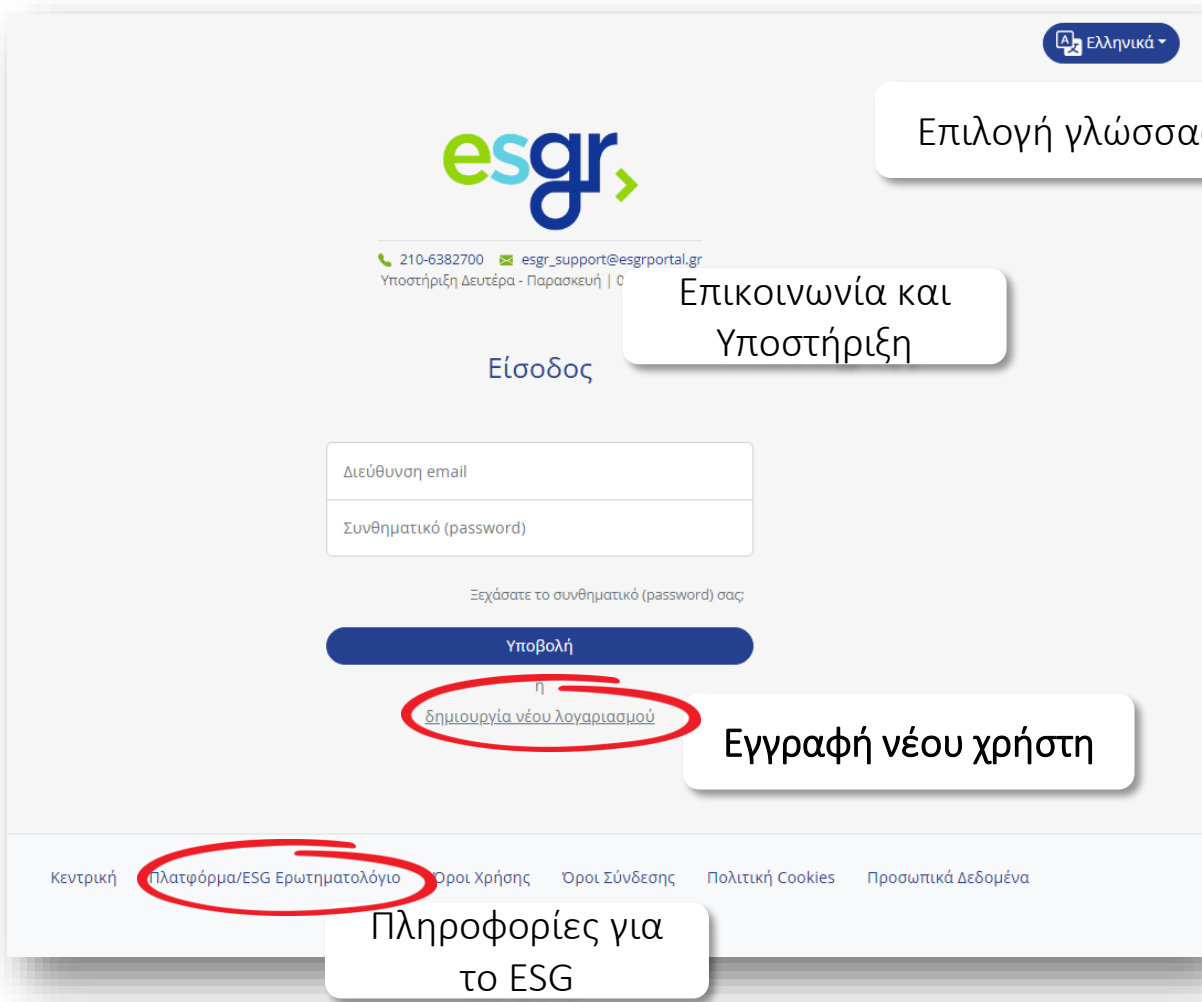 Ελληνικά
Επιλογή γλώσσας
esgr
210-6382700 esgr_support@esgrportal.gr
Υποστήριξη Δευτέρα - Παρασκευή | 0
Επικοινωνία και
Υποστήριξη
Είσοδος
Διεύθυνση email
Συνθηματικό (password)
Ξεχάσατε το συνθηματικό (password) σας;
Υποβολή
ή
δημιουργία νέου λογαριασμού
Εγγραφή νέου χρήστη
Κεντρική Πλατφόρμα/ESG Ερωτηματολόγιο Όροι Χρήσης Όροι Σύνδεσης Πολιτική Cookies Προσωπικά Δεδομένα
Πληροφορίες για
το ESG